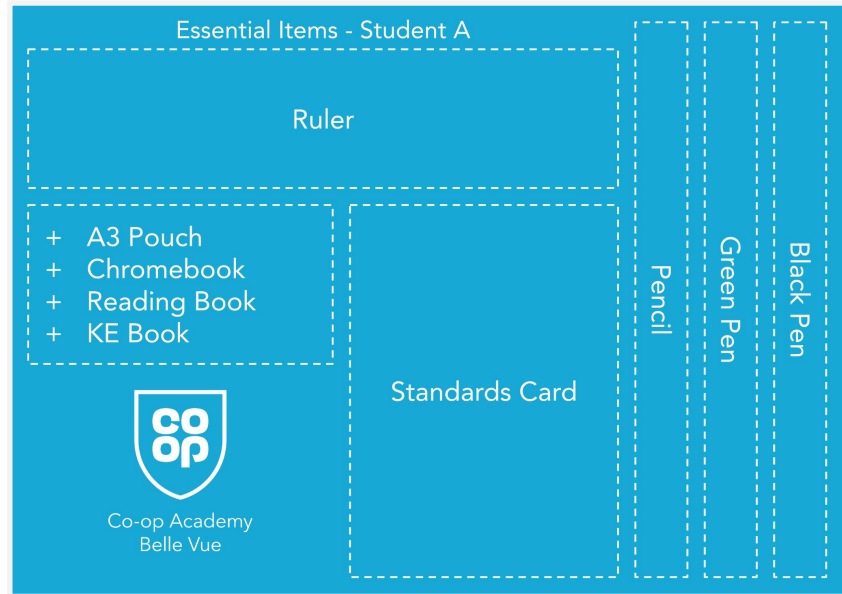 Essential Items - Student A
Ruler
+ A3 Pouch
+ Chromebook
+ Reading Book
+ KE Book
Standards Card
Pencil
Green Pen
Black Pen
co
op
Co-op Academy
Belle Vue